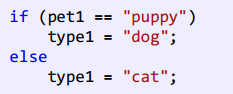 if (pet1 == "puppy")
    type1 = "dog";
else
    type1 = "cat";